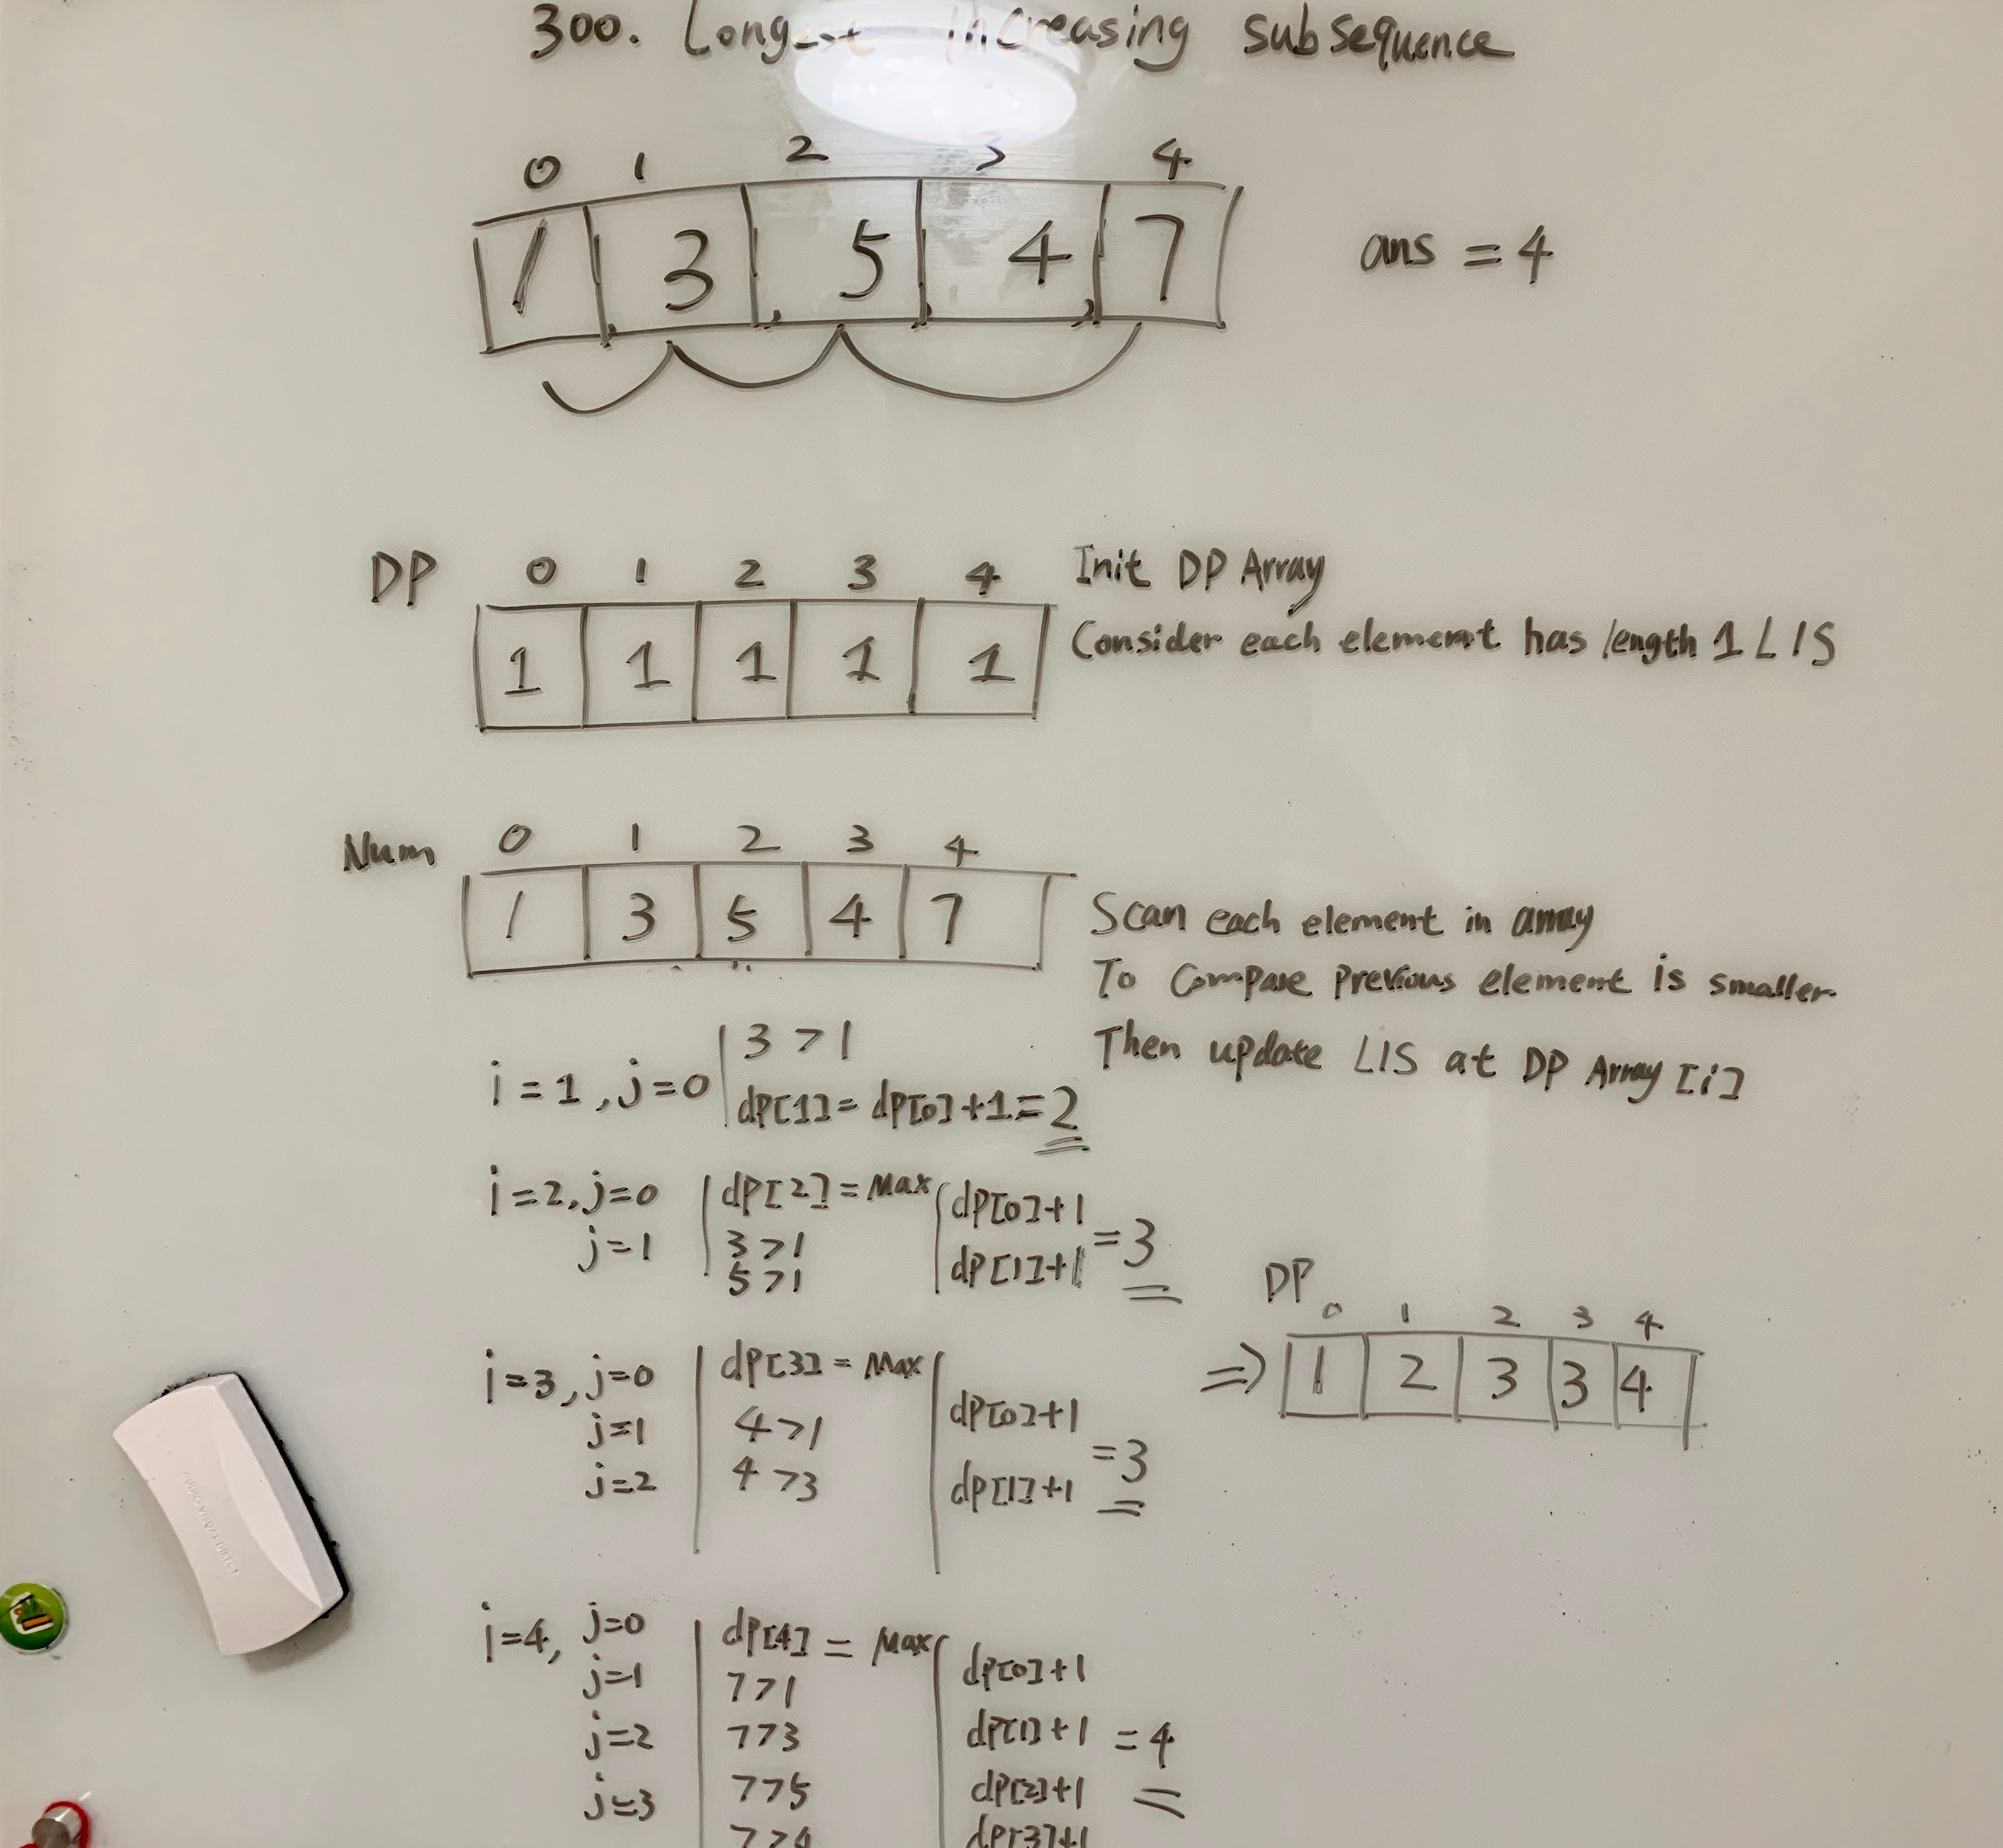 300. Longest increasing subsequence
0 1 2 3 4
1 3 5 4 7
ans = 4
DP 0 1 2 3 4
1 1 1 1 1
Init DP Array
Consider each element has length 1 LIS
Num 0 1 2 3 4
1 3 5 4 7
Scan each element in array
To compare previous element is smaller
Then update LIS at DP Array [i]
i = 1, j=0 3 > 1
dp[1] = dp[0] + 1 = 2
i=2, j=0 dp[2] = Max dp[0]+1
j=1 3 > 1 dp[1]+1 = 3
5 > 1
i=3, j=0 dp[3] = Max
j=1 4 > 1 dp[0]+1
j=2 4 > 3 dp[1]+1 = 3
DP
0 1 2 3 4
=> 1 2 3 3 4
i=4, j=0 dp[4] = Max dp[0]+1
j=1 7 > 1 dp[1]+1 = 4
j=2 7 > 3 dp[2]+1
j=3 7 > 5 dp[3]+1
7 > 4